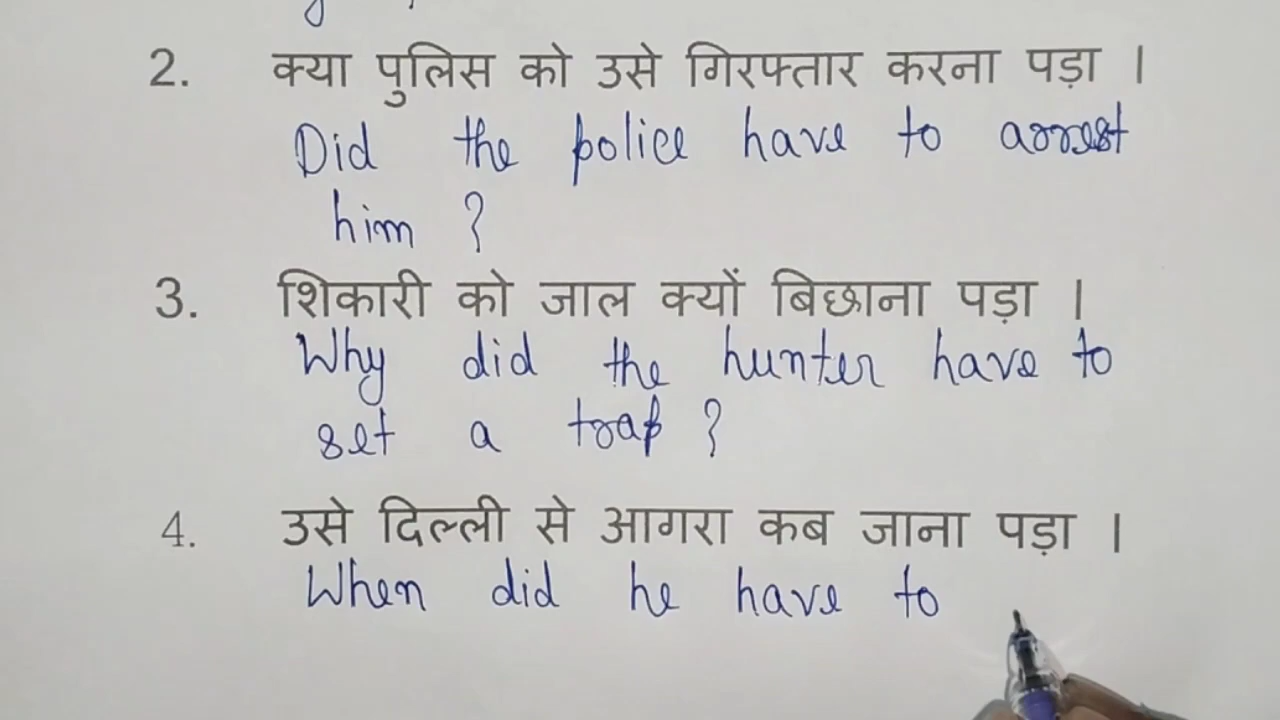 2. क्या पुलिस को उसे गिरफ्तार करना पड़ा ।
Did the police have to arrest
him ?
3. शिकारी को जाल क्यों बिछाना पड़ा ।
Why did the hunter have to
set a trap ?
4. उसे दिल्ली से आगरा कब जाना पड़ा ।
When did he have to